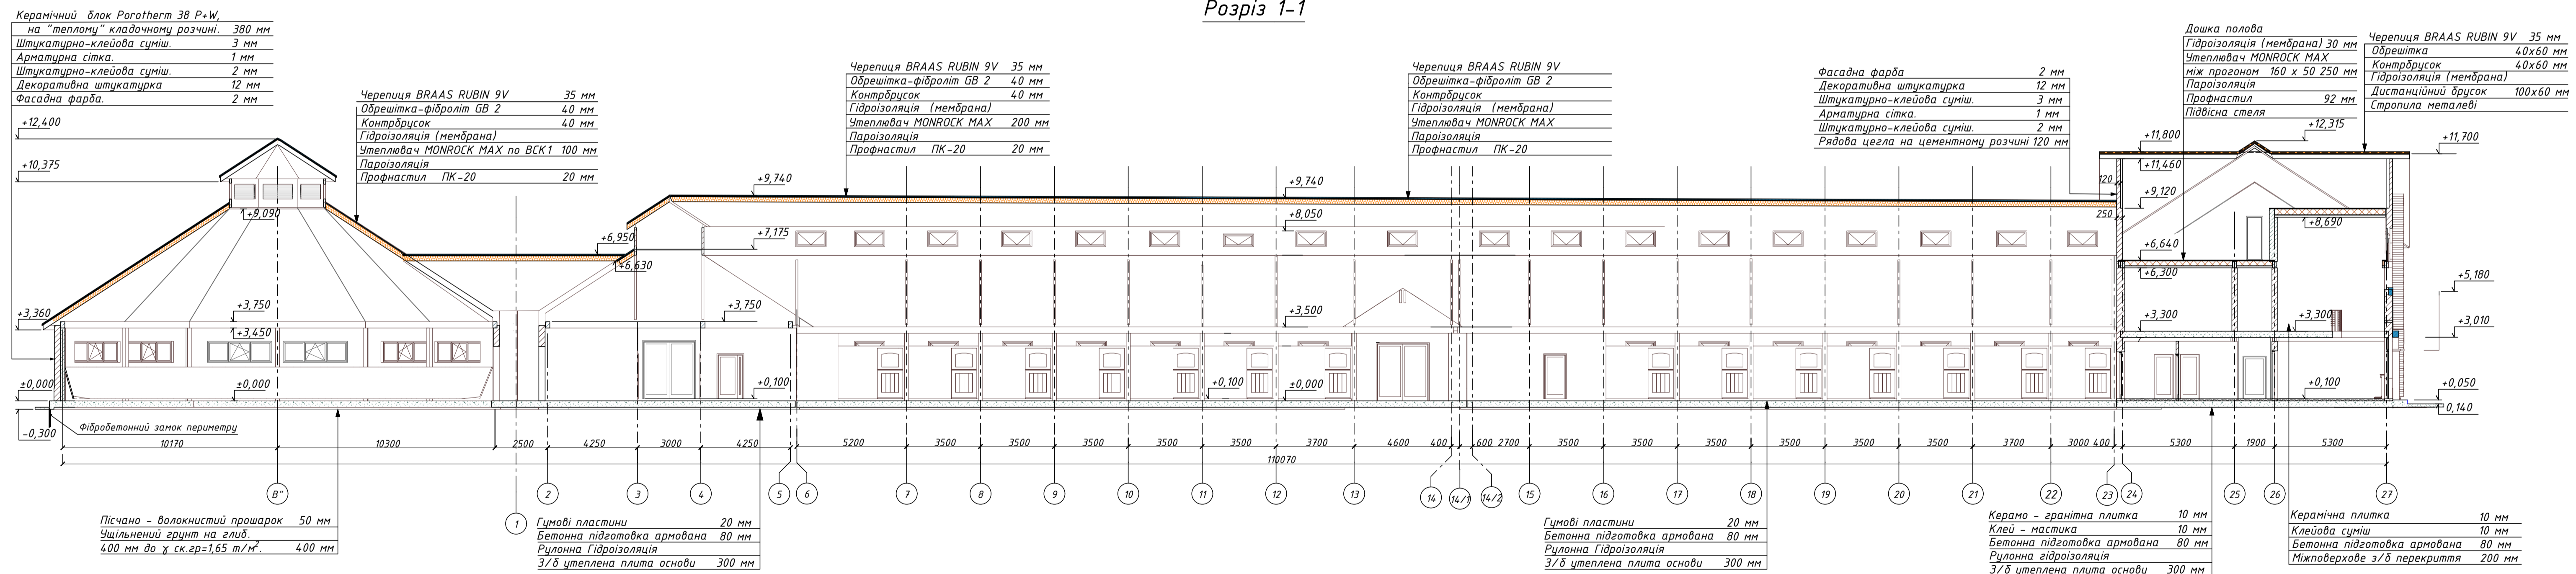 Розріз 1-1
Керамічний блок Porotherm 38 P+W,
на "теплому" кладочному розчині. 380 мм
Штукатурно-клейова суміш. 3 мм
Арматурна сітка. 1 мм
Штукатурно-клейова суміш. 2 мм
Декоративна штукатурка 12 мм
Фасадна фарба. 2 мм
Черепиця BRAAS RUBIN 9V 35 мм
Обрешітка-фіброліт GB 2 40 мм
Контрбрусок 40 мм
Гідроізоляція (мембрана)
Утеплювач MONROCK MAX по ВСК1 100 мм
Пароізоляція
Профнастил ПК-20 20 мм
Черепиця BRAAS RUBIN 9V 35 мм
Обрешітка-фіброліт GB 2 40 мм
Контрбрусок 40 мм
Гідроізоляція (мембрана)
Утеплювач MONROCK MAX 200 мм
Пароізоляція
Профнастил ПК-20 20 мм
Черепиця BRAAS RUBIN 9V
Обрешітка-фіброліт GB 2
Контрбрусок
Гідроізоляція (мембрана)
Утеплювач MONROCK MAX
Пароізоляція
Профнастил ПК-20
Фасадна фарба 2 мм
Декоративна штукатурка 12 мм
Штукатурно-клейова суміш. 3 мм
Арматурна сітка. 1 мм
Штукатурно-клейова суміш. 2 мм
Рядова цегла на цементному розчині 120 мм
Дошка полова
Гідроізоляція (мембрана) 30 мм
Утеплювач MONROCK MAX
між прогоном 160 х 50 250 мм
Пароізоляція
Профнастил 92 мм
Підвісна стеля
Черепиця BRAAS RUBIN 9V 35 мм
Обрешітка 40х60 мм
Контрбрусок 40х60 мм
Гідроізоляція (мембрана)
Дистанційний брусок 100х60 мм
Стропила металеві
+12,400
+10,375
+9,090
+3,360
+3,750
+3,450
±0,000
±0,000
-0,300
Фібробетонний замок периметру
+6,950
+6,630
+9,740
+7,175
+3,750
+0,100
+9,740
+8,050
+3,500
+0,100
±0,000
+11,800
+11,460
120
+9,120
250
+12,315
+11,700
+8,690
+6,640
+6,300
+5,180
+3,300
+3,300
+3,010
+0,100
+0,050
0,140
10170 10300 2500 4250 3000 4250 5200 3500 3500 3500 3500 3500 3700 4600 400 600 2700 3500 3500 3500 3500 3500 3500 3700 3000 400 5300 1900 5300
110070
В" 1 2 3 4 5 6 7 8 9 10 11 12 13 14 14/1 14/2 15 16 17 18 19 20 21 22 23 24 25 26 27
Пісчано - волокнистий прошарок 50 мм
Ущільнений грунт на глиб.
400 мм до γ ск.гр=1,65 т/м². 400 мм
Гумові пластини 20 мм
Бетонна підготовка армована 80 мм
Рулонна Гідроізоляція
З/б утеплена плита основи 300 мм
Гумові пластини 20 мм
Бетонна підготовка армована 80 мм
Рулонна Гідроізоляція
З/б утеплена плита основи 300 мм
Керамо - гранітна плитка 10 мм
Клей - мастика 10 мм
Бетонна підготовка армована 80 мм
Рулонна гідроізоляція
З/б утеплена плита основи 300 мм
Керамічна плитка 10 мм
Клейова суміш 10 мм
Бетонна підготовка армована 80 мм
Міжповерхове з/б перекриття 200 мм